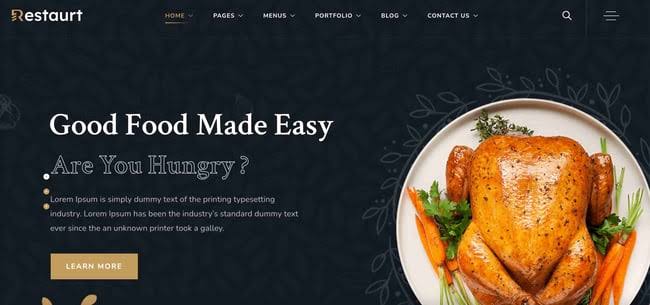 Restaurt
HOME PAGES MENUS PORTFOLIO BLOG CONTACT US
Good Food Made Easy
Are You Hungry ?
Lorem Ipsum is simply dummy text of the printing typesetting
industry. Lorem Ipsum has been the industry's standard dummy text
ever since the an unknown printer took a galley.
LEARN MORE